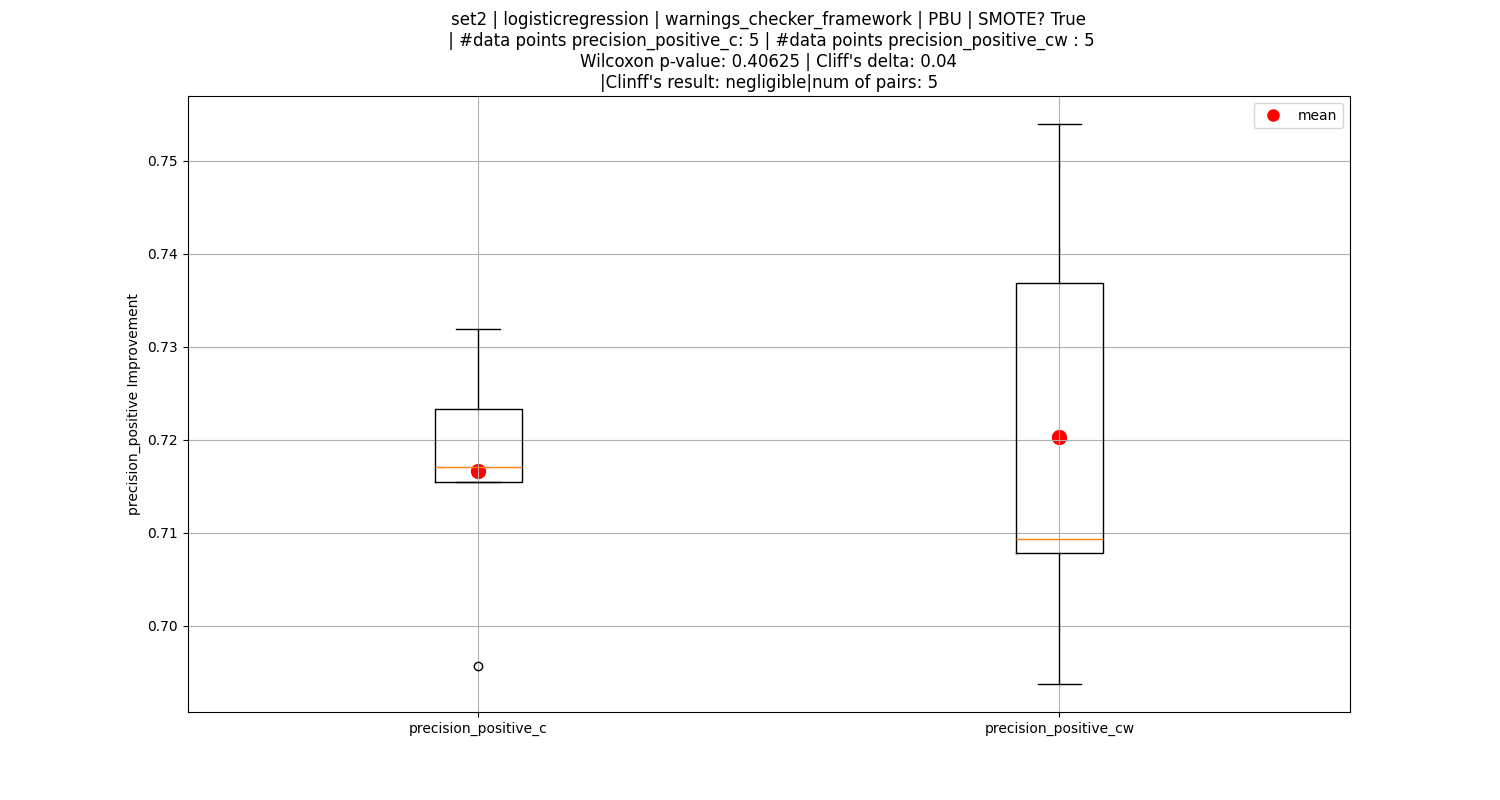 set2 | logisticregression | warnings_checker_framework | PBU | SMOTE? True
| #data points precision_positive_c: 5 | #data points precision_positive_cw : 5
Wilcoxon p-value: 0.40625 | Cliff's delta: 0.04
|Clinff's result: negligible|num of pairs: 5
mean
0.75
0.74
0.73
0.72
0.71
0.70
precision_positive Improvement
precision_positive_c
precision_positive_cw